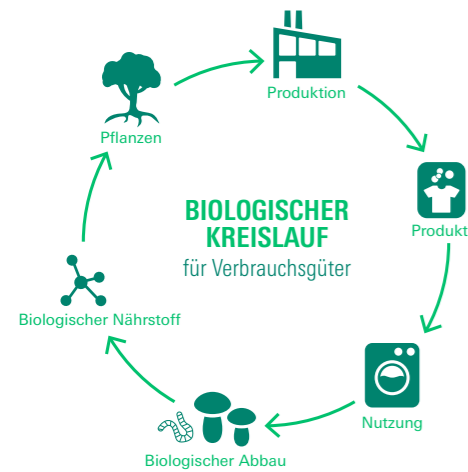 BIOLOGISCHER
KREISLAUF
für Verbrauchsgüter
Produktion
Produkt
Nutzung
Biologischer Abbau
Biologischer Nährstoff
Pflanzen